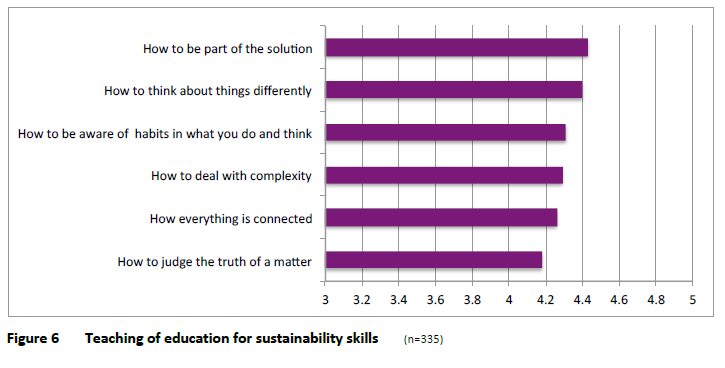 How to be part of the solution
How to think about things differently
How to be aware of habits in what you do and think
How to deal with complexity
How everything is connected
How to judge the truth of a matter
3 3.2 3.4 3.6 3.8 4 4.2 4.4 4.6 4.8 5
Figure 6 Teaching of education for sustainability skills (n=335)